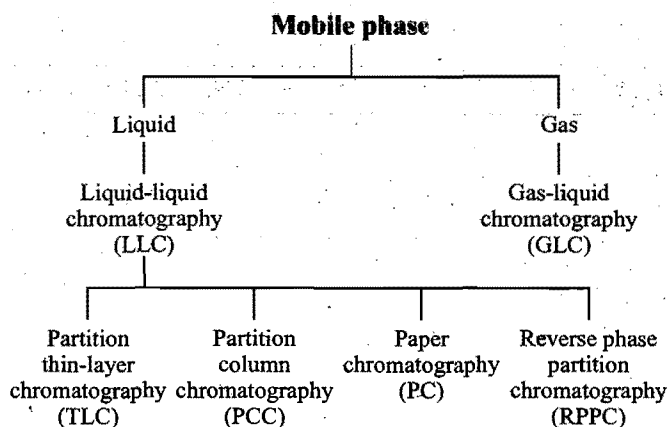 Mobile phase
Liquid
Gas
Liquid-liquid
chromatography
(LLC)
Gas-liquid
chromatography
(GLC)
Partition
thin-layer
chromatography
(TLC)
Partition
column
chromatography
(PCC)
Paper
chromatography
(PC)
Reverse phase
partition
chromatography
(RPPC)